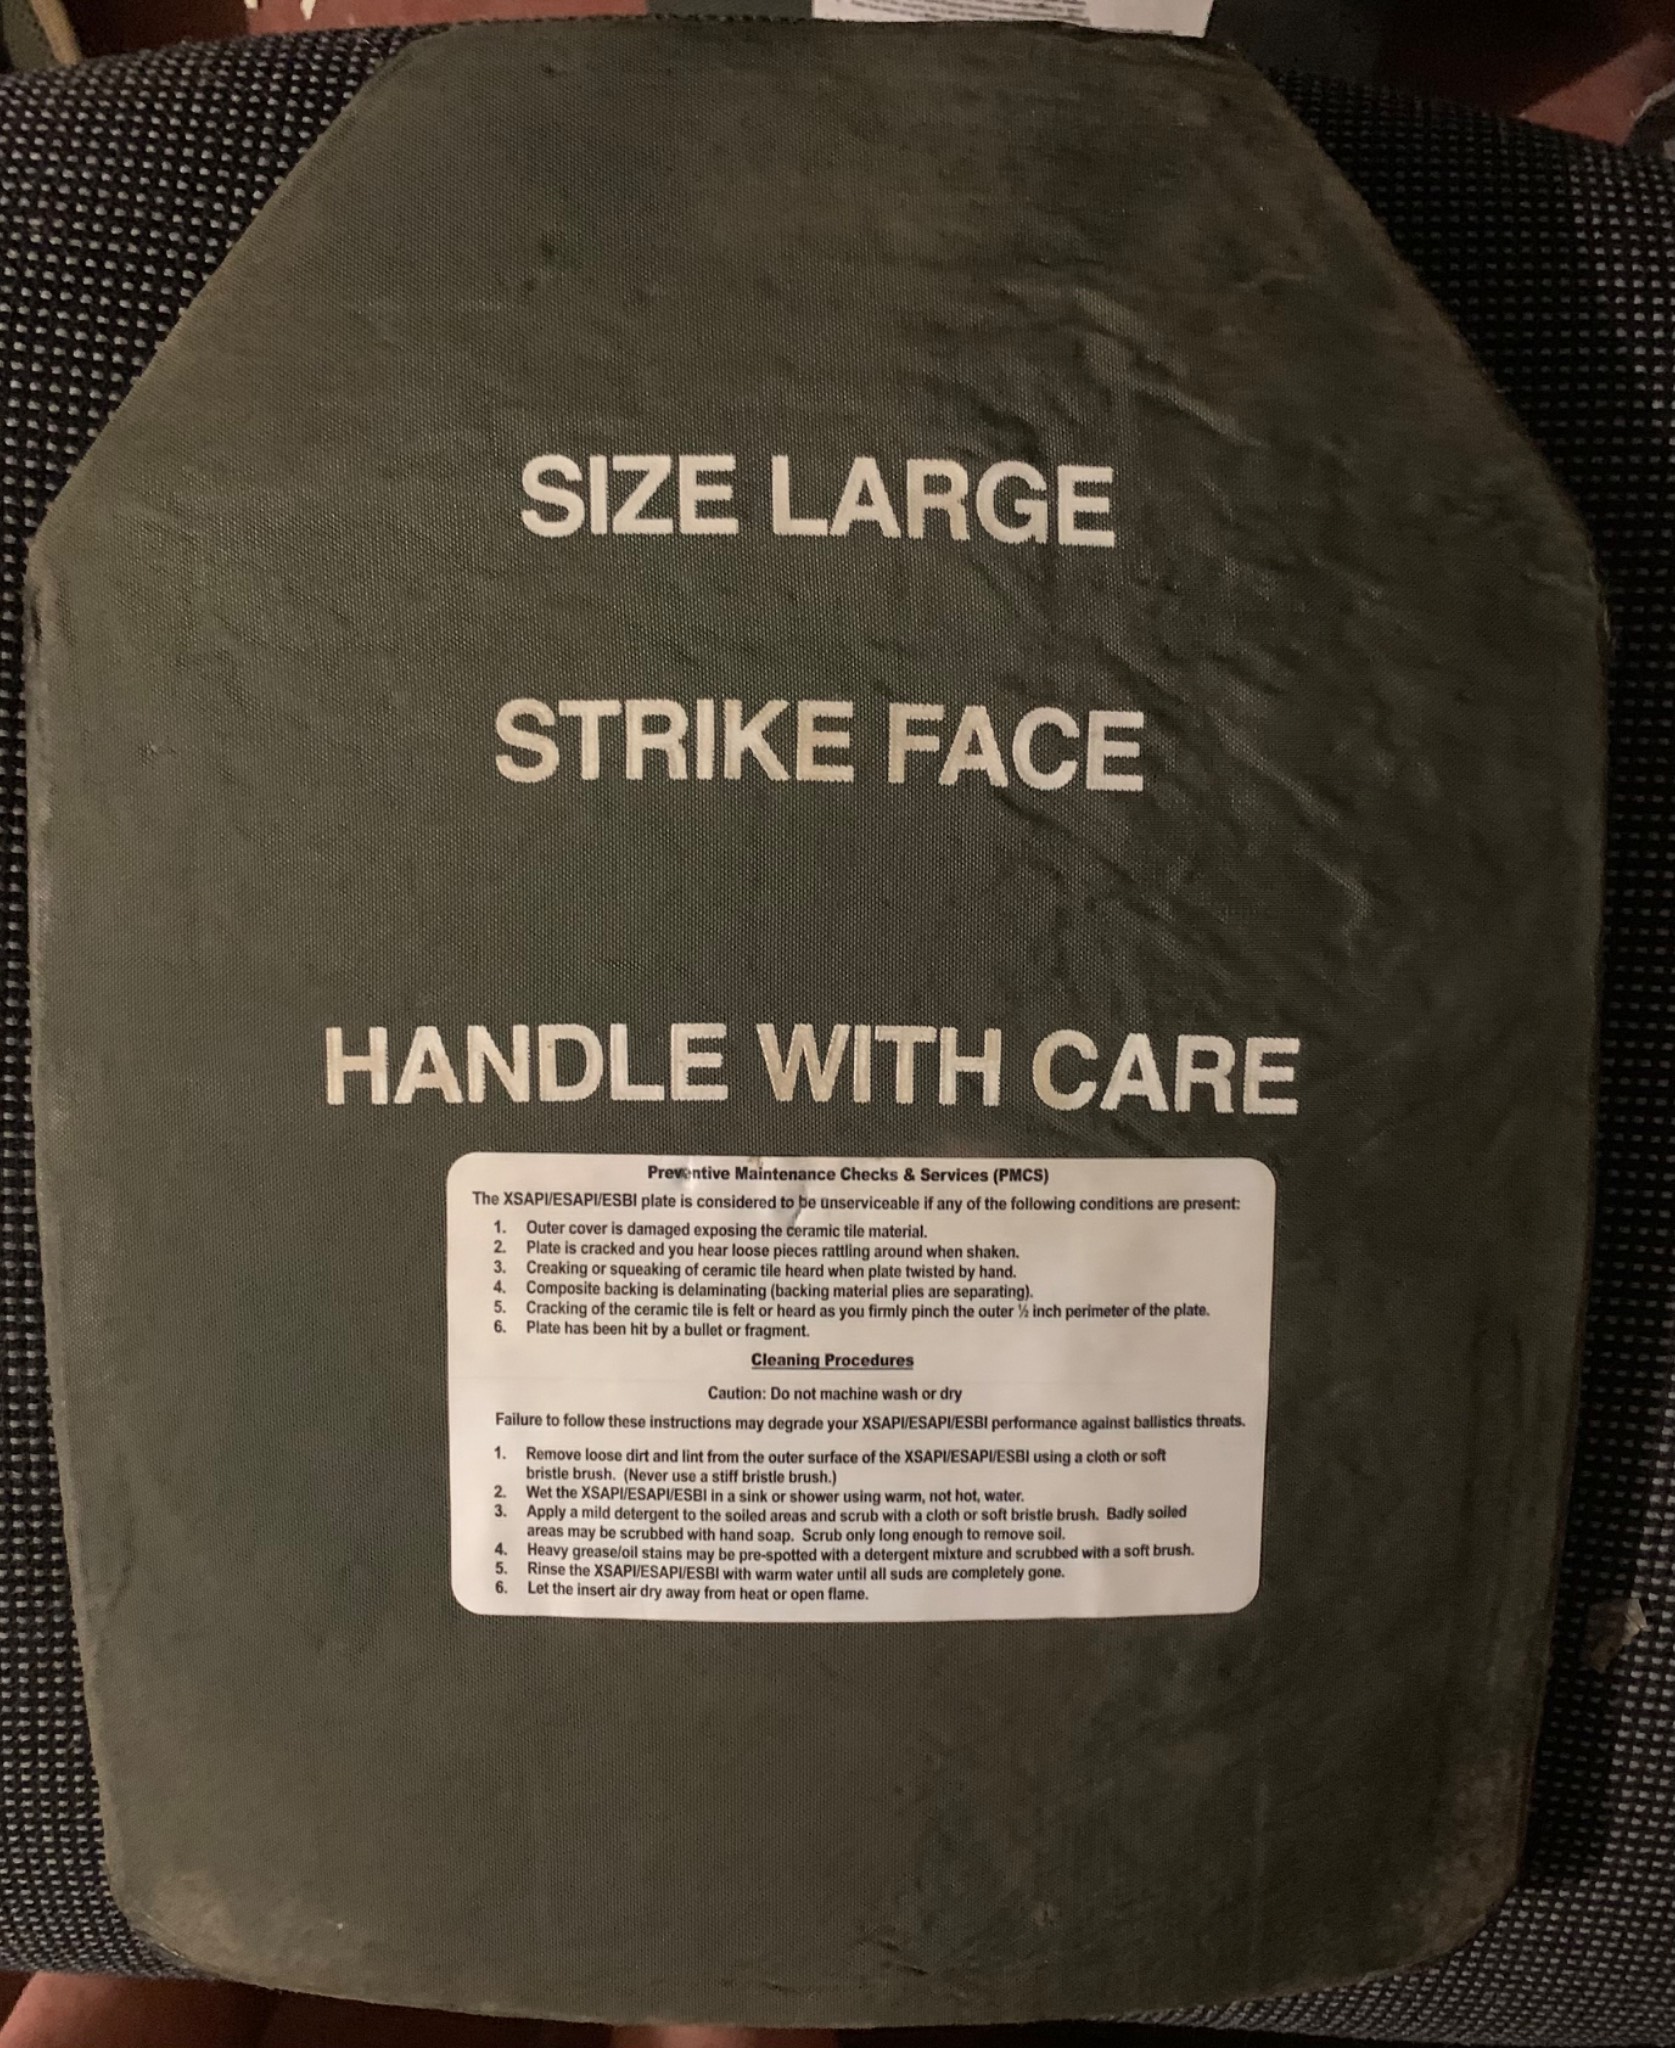 SIZE LARGE
STRIKE FACE
HANDLE WITH CARE
Preventive Maintenance Checks & Services (PMCS)
The XSAPI/ESAPI/ESBI plate is considered to be unserviceable if any of the following conditions are present:
1. Outer cover is damaged exposing the ceramic tile material.
2. Plate is cracked and you hear loose pieces rattling around when shaken.
3. Creaking or squeaking of ceramic tile heard when plate twisted by hand.
4. Composite backing is delaminating (backing material plies are separating).
5. Cracking of the ceramic tile is felt or heard as you firmly pinch the outer ½ inch perimeter of the plate.
6. Plate has been hit by a bullet or fragment.
Cleaning Procedures
Caution: Do not machine wash or dry
Failure to follow these instructions may degrade your XSAPI/ESAPI/ESBI performance against ballistics threats.
1. Remove loose dirt and lint from the outer surface of the XSAPI/ESAPI/ESBI using a cloth or soft
bristle brush. (Never use a stiff bristle brush.)
2. Wet the XSAPI/ESAPI/ESBI in a sink or shower using warm, not hot, water.
3. Apply a mild detergent to the soiled areas and scrub with a cloth or soft bristle brush. Badly soiled
areas may be scrubbed with hand soap. Scrub only long enough to remove soil.
4. Heavy grease/oil stains may be pre-spotted with a detergent mixture and scrubbed with a soft brush.
5. Rinse the XSAPI/ESAPI/ESBI with warm water until all suds are completely gone.
6. Let the insert air dry away from heat or open flame.